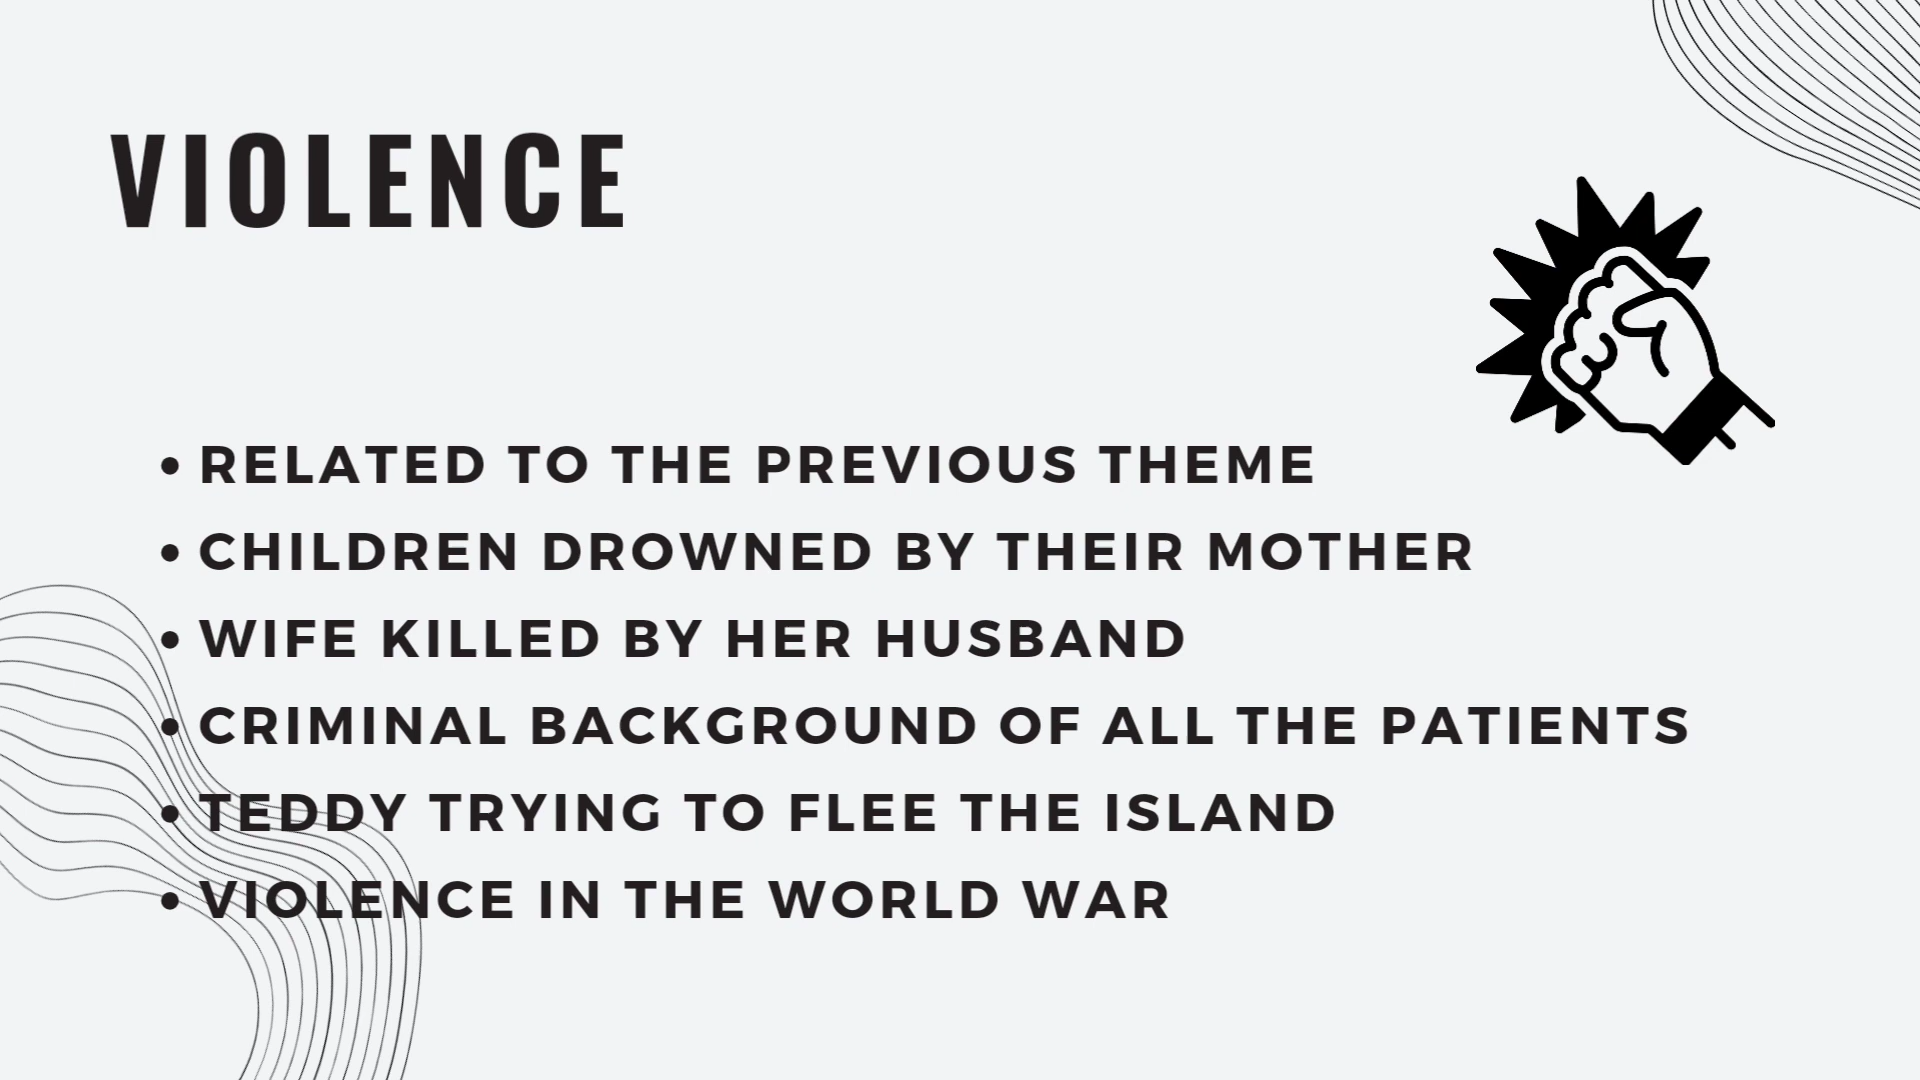 VIOLENCE
• RELATED TO THE PREVIOUS THEME
• CHILDREN DROWNED BY THEIR MOTHER
• WIFE KILLED BY HER HUSBAND
• CRIMINAL BACKGROUND OF ALL THE PATIENTS
• TEDDY TRYING TO FLEE THE ISLAND
• VIOLENCE IN THE WORLD WAR